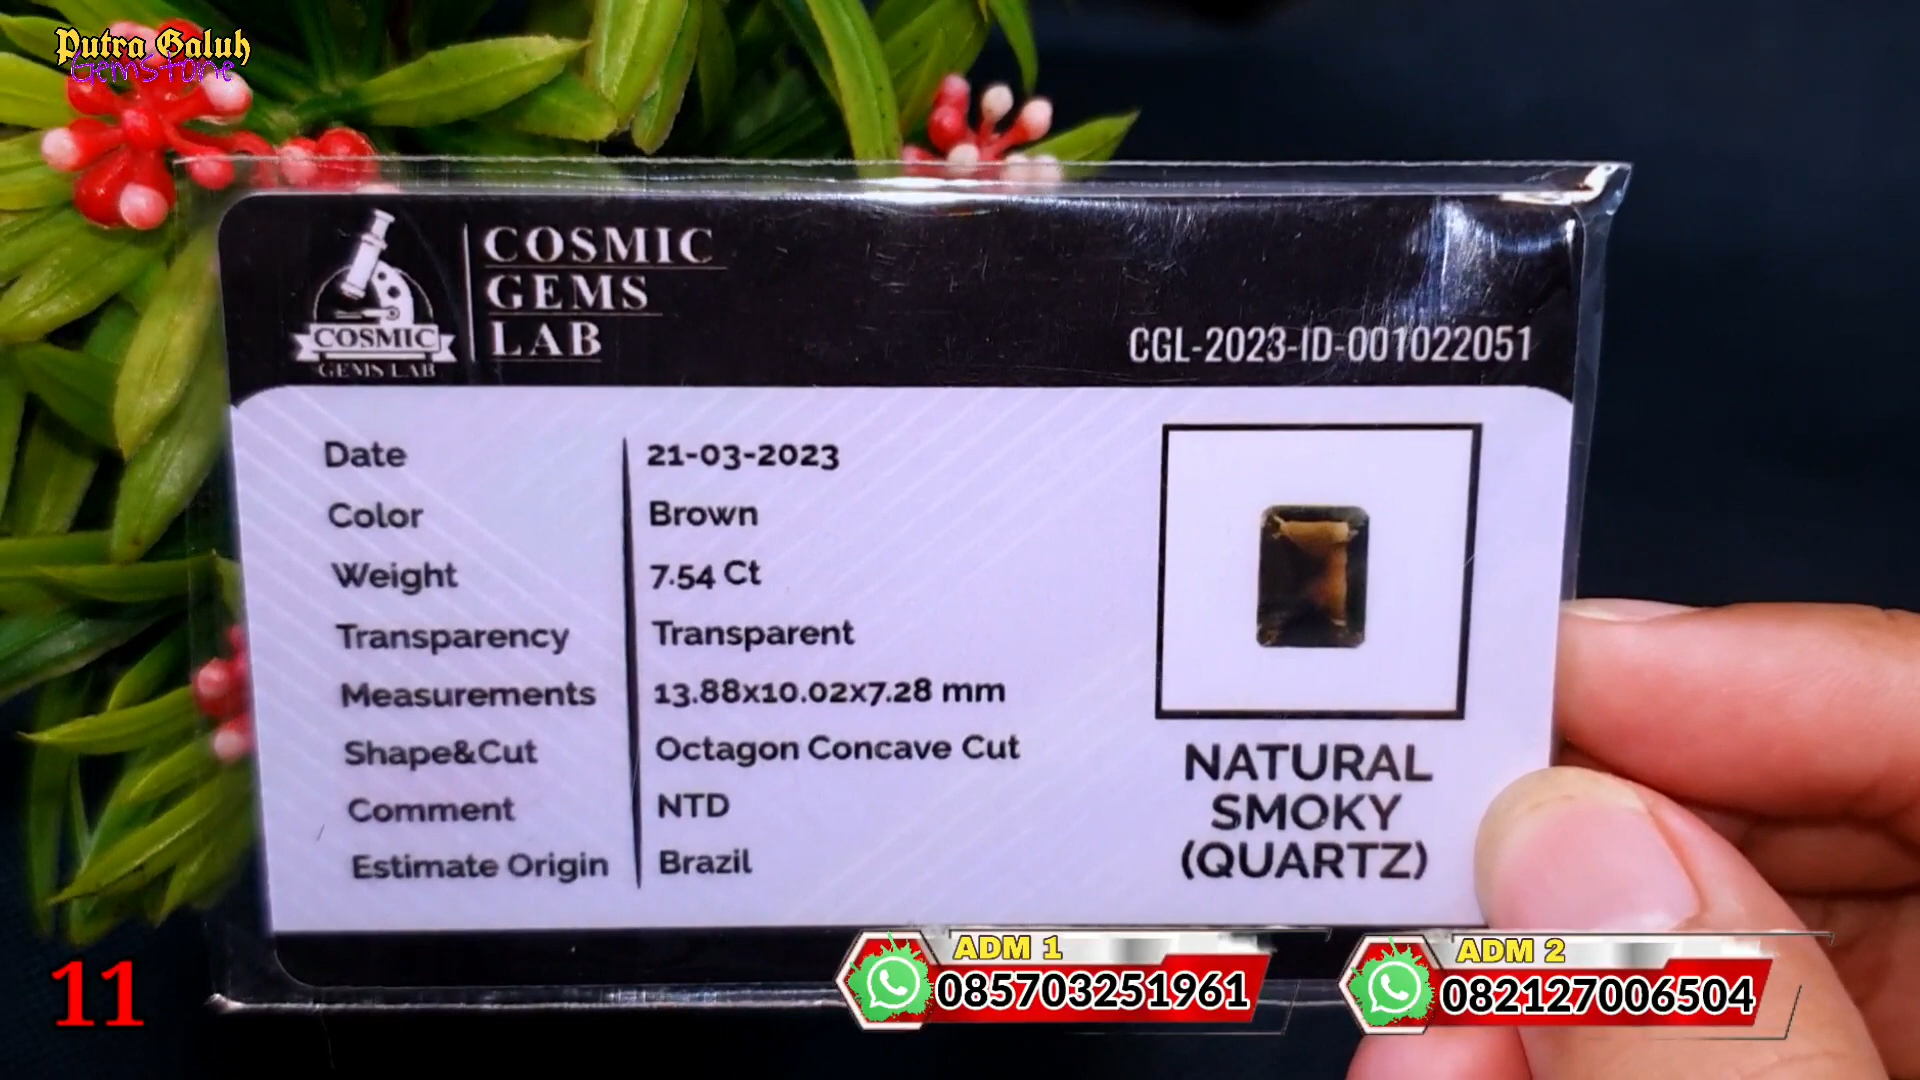 Putra Galuh
Gemstone
COSMIC
GEMS LAB
COSMIC
GEMS
LAB
CGL-2023-ID-001022051
Date 21-03-2023
Color Brown
Weight 7.54 Ct
Transparency Transparent
Measurements 13.88x10.02x7.28 mm
Shape&Cut Octagon Concave Cut
Comment NTD
Estimate Origin Brazil
NATURAL
SMOKY
(QUARTZ)
11
ADM 1
085703251961
ADM 2
082127006504